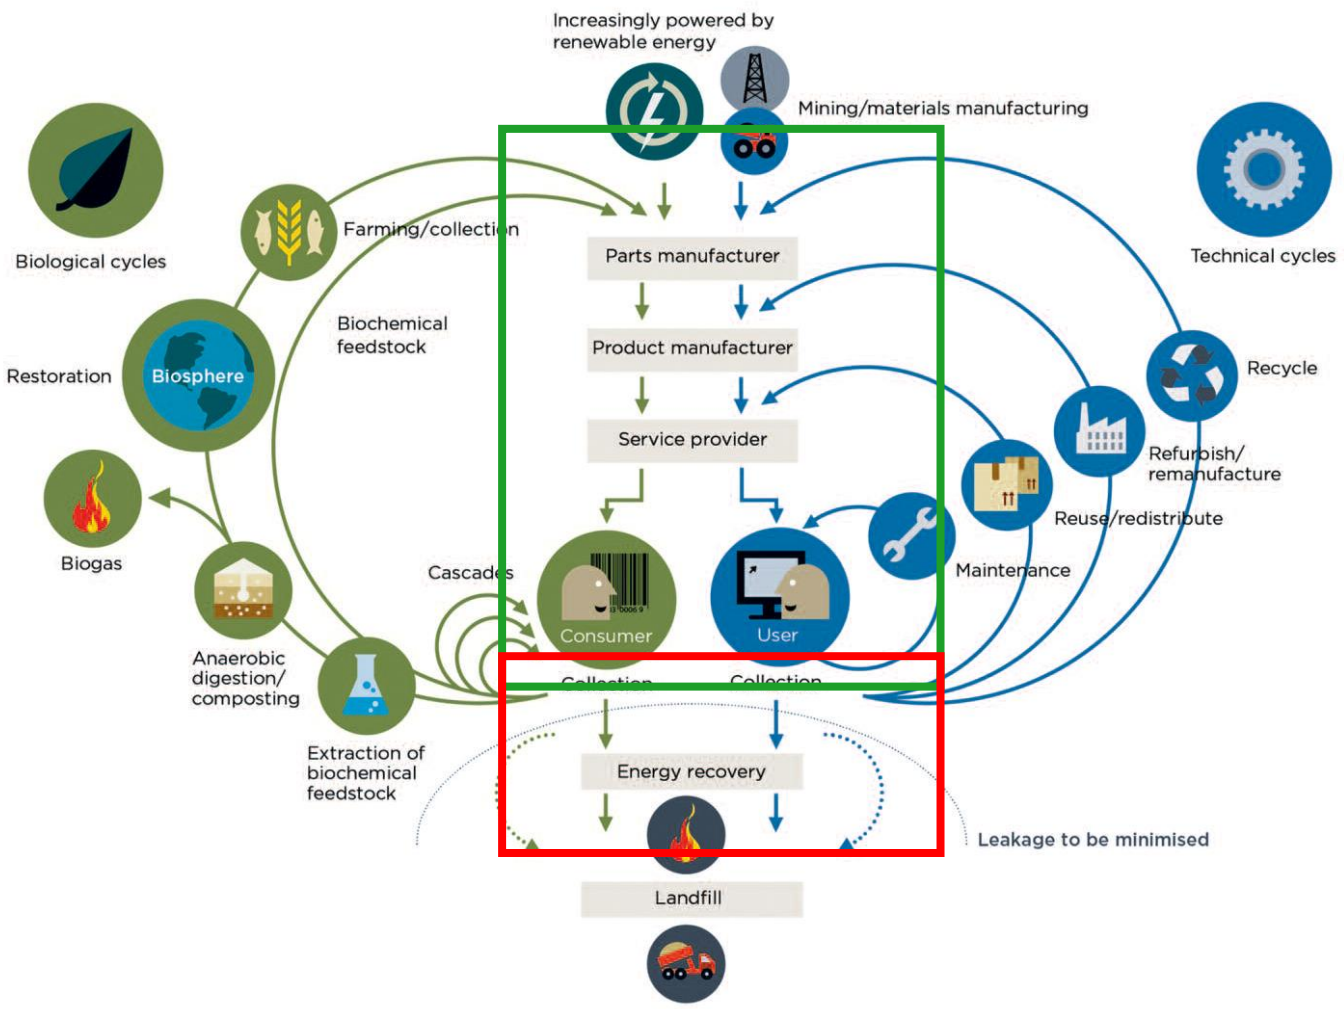 Increasingly powered by
renewable energy
Mining/materials manufacturing
Farming/collection
Biological cycles
Technical cycles
Parts manufacturer
Biochemical
feedstock
Product manufacturer
Restoration
Biosphere
Recycle
Service provider
Refurbish/
remanufacture
Reuse/redistribute
Biogas
Cascades
Maintenance
Consumer
User
Collection
Collection
Anaerobic
digestion/
composting
Extraction of
biochemical
feedstock
Energy recovery
Leakage to be minimised
Landfill